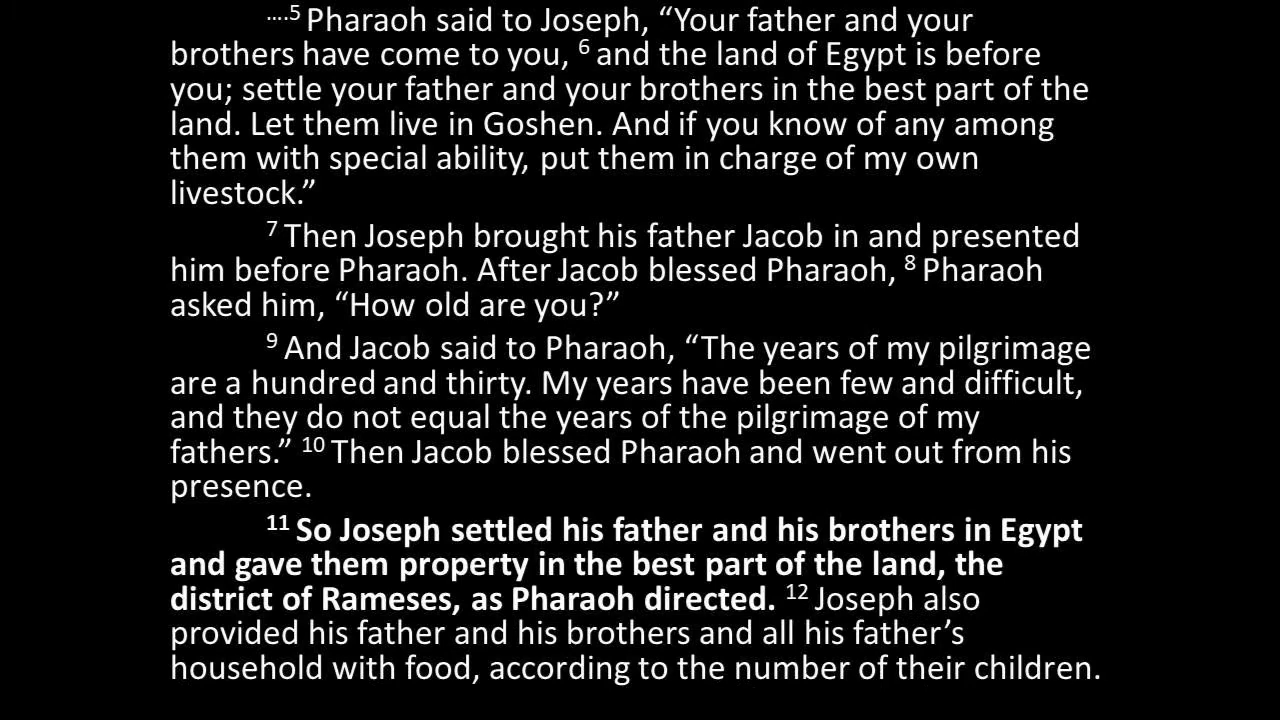 ....5 Pharaoh said to Joseph, “Your father and your
brothers have come to you, 6 and the land of Egypt is before
you; settle your father and your brothers in the best part of the
land. Let them live in Goshen. And if you know of any among
them with special ability, put them in charge of my own
livestock.”
7 Then Joseph brought his father Jacob in and presented
him before Pharaoh. After Jacob blessed Pharaoh, 8 Pharaoh
asked him, “How old are you?”
9 And Jacob said to Pharaoh, “The years of my pilgrimage
are a hundred and thirty. My years have been few and difficult,
and they do not equal the years of the pilgrimage of my
fathers.” 10 Then Jacob blessed Pharaoh and went out from his
presence.
11 So Joseph settled his father and his brothers in Egypt
and gave them property in the best part of the land, the
district of Rameses, as Pharaoh directed. 12 Joseph also
provided his father and his brothers and all his father’s
household with food, according to the number of their children.